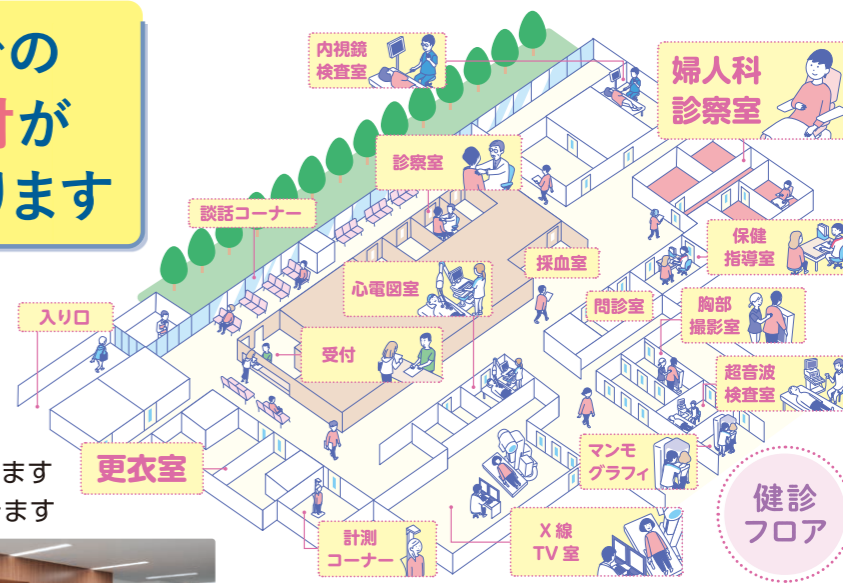 の
が
ります
内視鏡
検査室
婦人科
診察室
診察室
談話コーナー
保健
指導室
採血室
心電図室
問診室
胸部
撮影室
入り口
受付
超音波
検査室
マンモ
グラフィ
更衣室
ます
ます
健診
フロア
計測
コーナー
X線
TV室